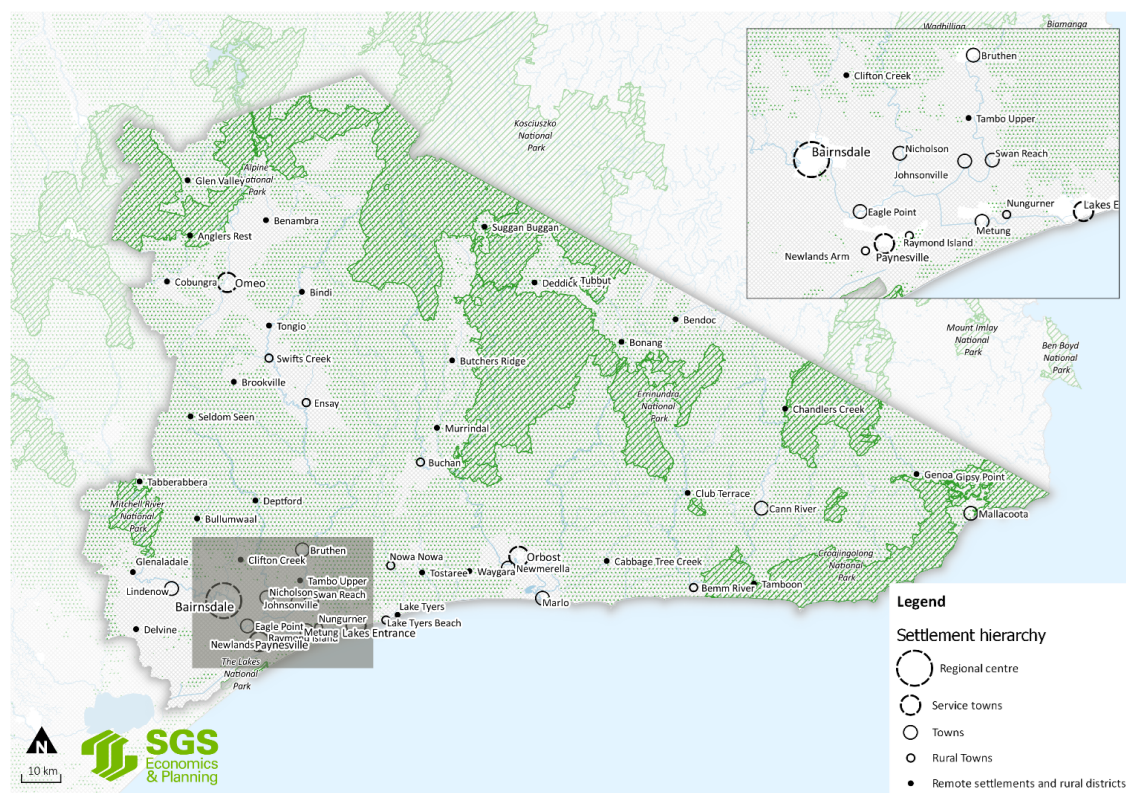 Wadbilliga
Biamanga
Bruthen
Clifton Creek
Tambo Upper
Bairnsdale
Nicholson
Swan Reach
Johnsonville
Nungurner
Lakes E
Eagle Point
Metung
Raymond Island
Newlands Arm
Paynesville
Kosciuszko
National
Park
Alpine
National
Park
Glen Valley
Benambra
Anglers Rest
Suggan Buggan
Cobungra
Omeo
Bindi
Deddick
Tubbut
Tongio
Bendoc
Bonang
Mount Imlay
National
Park
Ben Boyd
National
Park
Swifts Creek
Butchers Ridge
Brookville
Ensay
Errinundra
National
Park
Seldom Seen
Chandlers Creek
Murrindal
Buchan
Tabberabbera
Genoa
Gipsy Point
Mitchell River
National
Park
Deptford
Club Terrace
Cann River
Mallacoota
Bullumwaal
Bruthen
Clifton Creek
Nowa Nowa
Orbost
Glenaladale
Tostaree
Waygara
Newmerella
Cabbage Tree Creek
Croajingolong
National
Park
Lindenow
Tambo Upper
Nicholson
Swan Reach
Johnsonville
Bemm River
Tamboon
Bairnsdale
Marlo
Lake Tyers
Lake Tyers Beach
Delvine
Eagle Point
Nungurner
Metung
Lakes Entrance
Raymond Island
Newlands
Paynesville
The Lakes
National
Park
Legend
Settlement hierarchy
Regional centre
Service towns
Towns
Rural Towns
Remote settlements and rural districts
N
10 km
SGS
Economics
& Planning